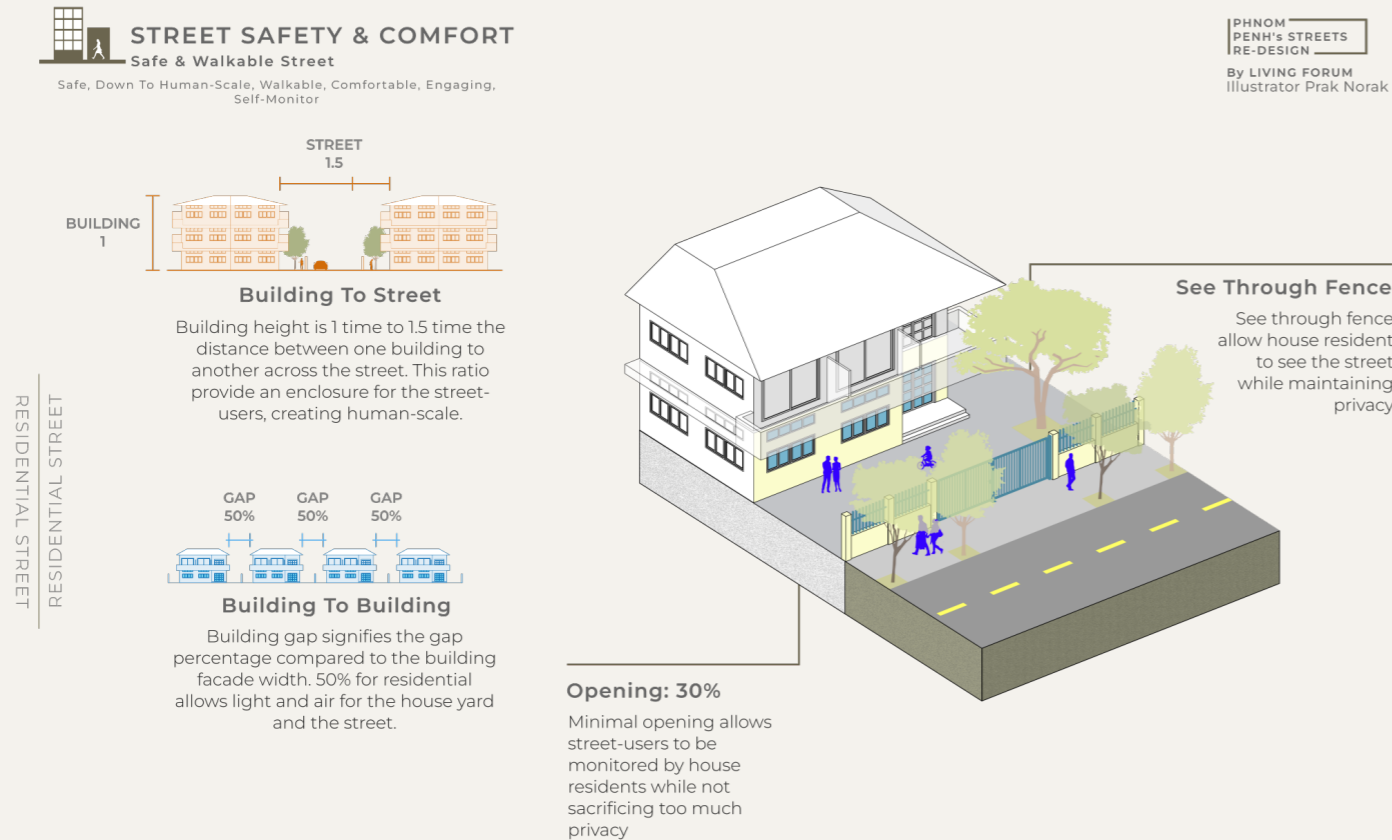 STREET SAFETY & COMFORT
Safe & Walkable Street
Safe, Down To Human-Scale, Walkable, Comfortable, Engaging,
Self-Monitor
PHNOM
PENH's STREETS
RE-DESIGN
By LIVING FORUM
Illustrator Prak Norak
STREET
1.5
BUILDING
1
Building To Street
Building height is 1 time to 1.5 time the
distance between one building to
another across the street. This ratio
provide an enclosure for the street-
users, creating human-scale.
RESIDENTIAL STREET
RESIDENTIAL STREET
GAP
50%
GAP
50%
GAP
50%
Building To Building
Building gap signifies the gap
percentage compared to the building
facade width. 50% for residential
allows light and air for the house yard
and the street.
See Through Fence
See through fence
allow house resident
to see the street
while maintaining
privacy
Opening: 30%
Minimal opening allows
street-users to be
monitored by house
residents while not
sacrificing too much
privacy